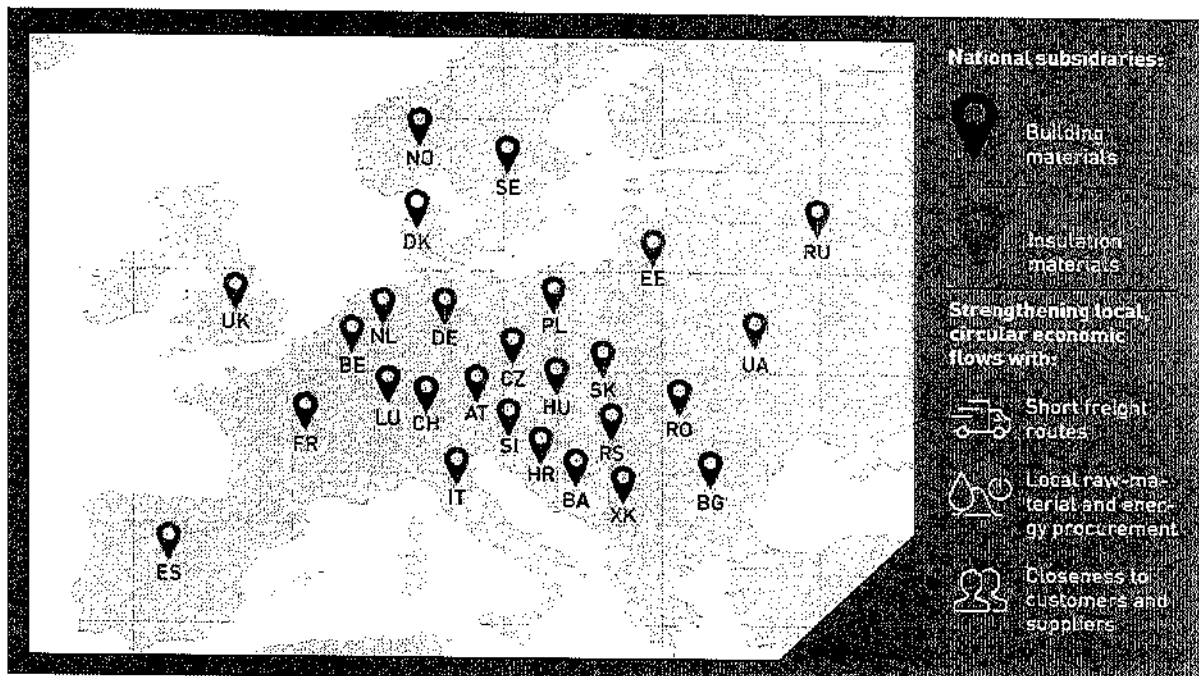 NO
SE
DK
RU
EE
UK
NL
DE
PL
BE
UA
CZ
SK
LU
CH
AT
HU
FR
SI
RS
RO
HR
IT
BA
XK
BG
ES
National subsidiaries:
Building
materials
Insulation
materials
Strengthening local,
circular economic
flows with:
Short freight
routes
Local raw-ma-
terial and ener-
gy procurement
Closeness to
customers and
suppliers